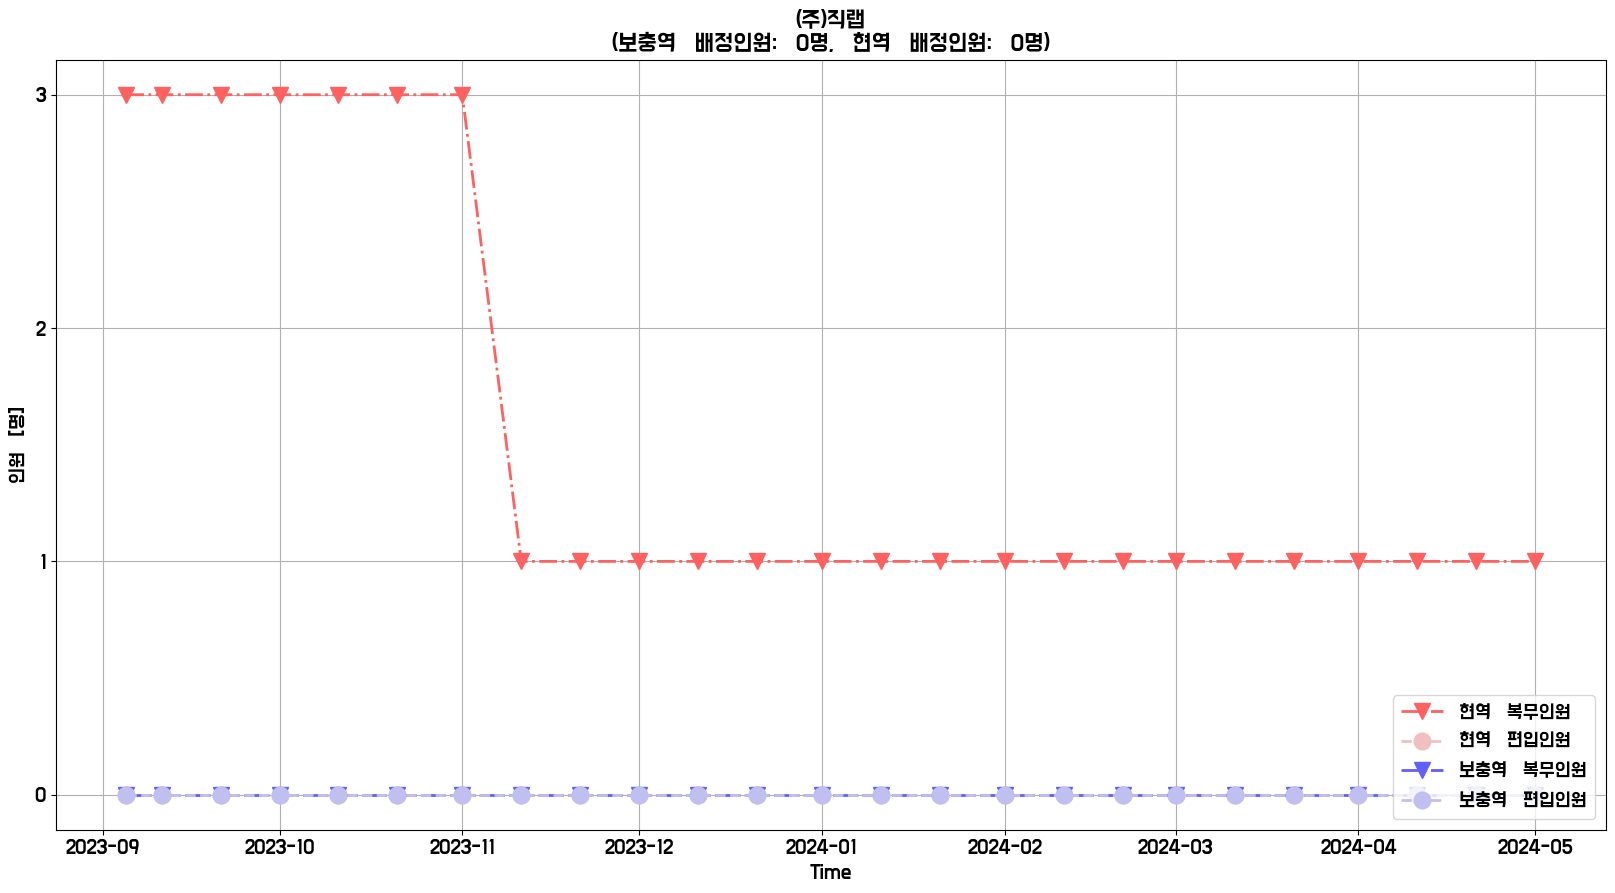 (주)직랩
(보충역 배정인원: 0명, 현역 배정인원: 0명)
인원 [명]
3
2
1
0
현역 복무인원
현역 편입인원
보충역 복무인원
보충역 편입인원
2023-09 2023-10 2023-11 2023-12 2024-01 2024-02 2024-03 2024-04 2024-05
Time